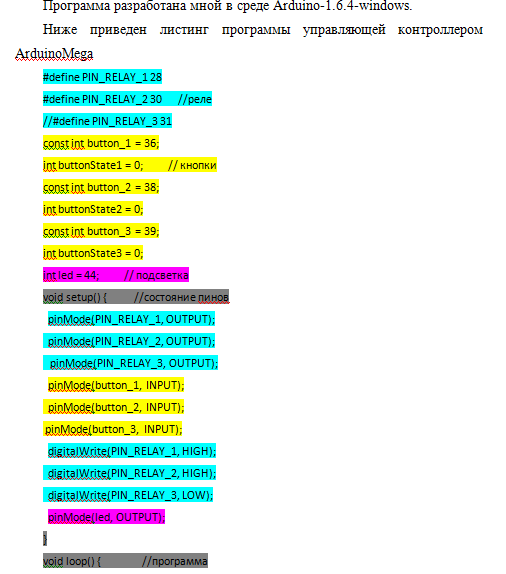 Программа разработана мной в среде Arduino-1.6.4-windows.
Ниже приведен листинг программы управляющей контроллером
ArduinoMega
#define PIN_RELAY_1 28
#define PIN_RELAY_2 30 //реле
//#define PIN_RELAY_3 31
const int button_1 = 36;
int buttonState1 = 0; // кнопки
const int button_2 = 38;
int buttonState2 = 0;
const int button_3 = 39;
int buttonState3 = 0;
int led = 44; // подсветка
void setup() { //состояние пинов
pinMode(PIN_RELAY_1, OUTPUT);
pinMode(PIN_RELAY_2, OUTPUT);
pinMode(PIN_RELAY_3, OUTPUT);
pinMode(button_1, INPUT);
pinMode(button_2, INPUT);
pinMode(button_3, INPUT);
digitalWrite(PIN_RELAY_1, HIGH);
digitalWrite(PIN_RELAY_2, HIGH);
digitalWrite(PIN_RELAY_3, LOW);
pinMode(led, OUTPUT);
}
void loop() { //программа